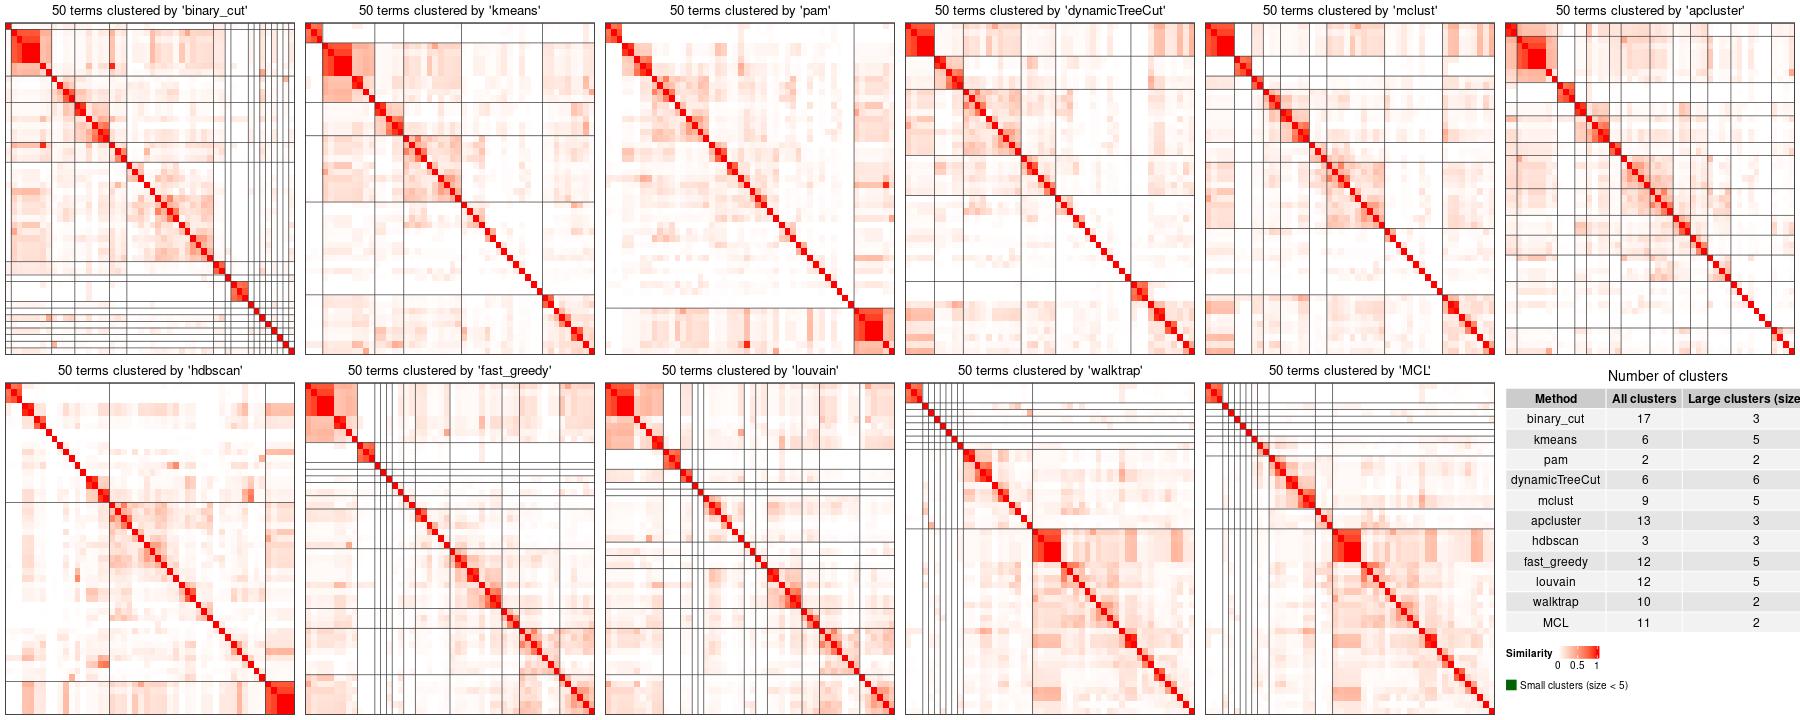 50 terms clustered by 'binary_cut'
50 terms clustered by 'kmeans'
50 terms clustered by 'pam'
50 terms clustered by 'dynamicTreeCut'
50 terms clustered by 'mclust'
50 terms clustered by 'apcluster'
50 terms clustered by 'hdbscan'
50 terms clustered by 'fast_greedy'
50 terms clustered by 'louvain'
50 terms clustered by 'walktrap'
50 terms clustered by 'MCL'
Number of clusters
Method All clusters Large clusters (size
binary_cut 17 3
kmeans 6 5
pam 2 2
dynamicTreeCut 6 6
mclust 9 5
apcluster 13 3
hdbscan 3 3
fast_greedy 12 5
louvain 12 5
walktrap 10 2
MCL 11 2
Similarity
0 0.5 1
Small clusters (size < 5)